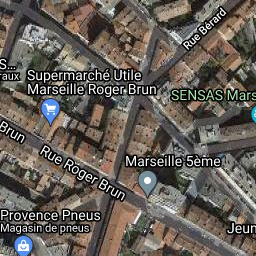 Rue Bérard
S...
raux
Supermarché Utile
Marseille Roger Brun
SENSAS Mars
Brun
Rue Roger Brun
Marseille 5ème
Provence Pneus
Magasin de pneus
Jeun